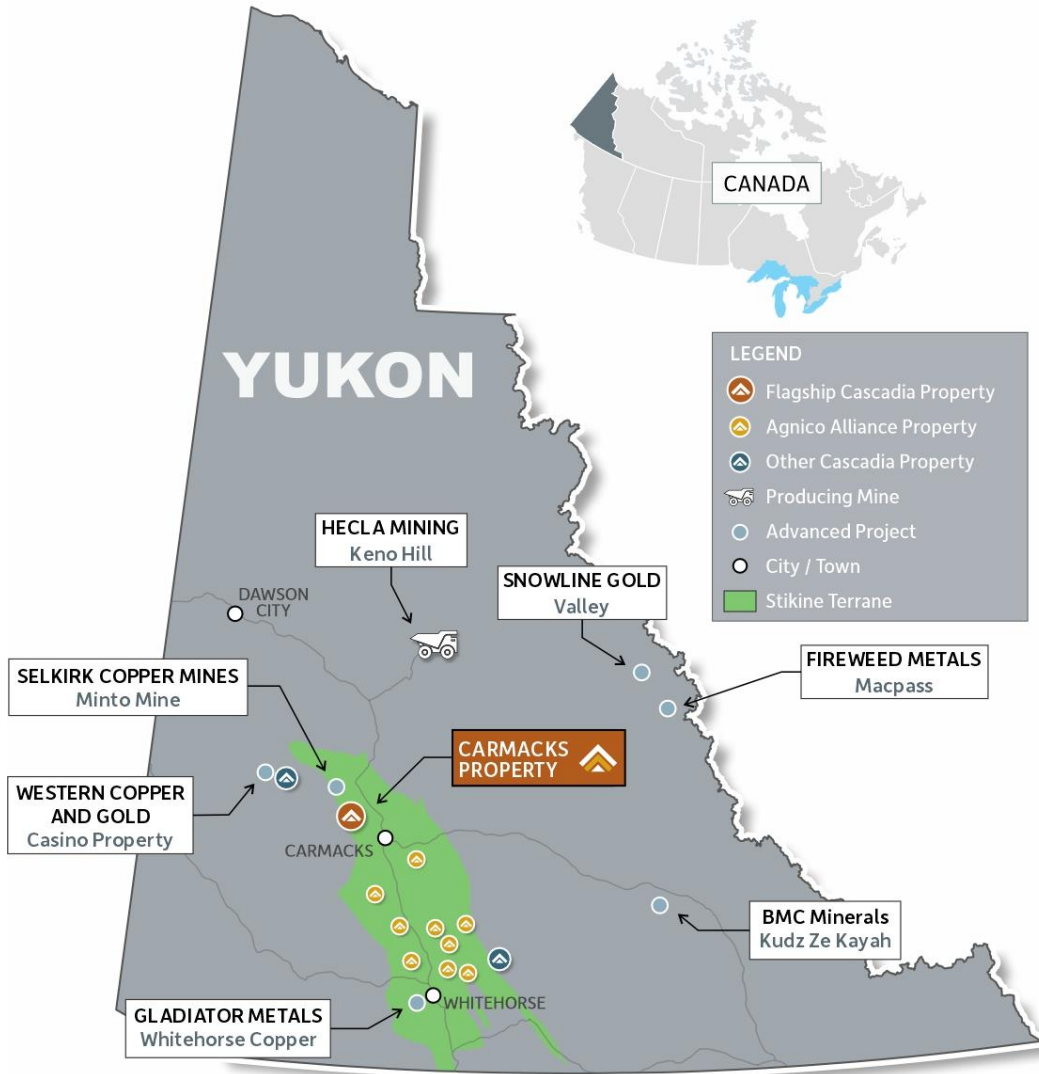 CANADA
YUKON
LEGEND
Flagship Cascadia Property
Agnico Alliance Property
Other Cascadia Property
Producing Mine
Advanced Project
City / Town
Stikine Terrane
HECLA MINING
Keno Hill
SNOWLINE GOLD
Valley
DAWSON
CITY
FIREWEED METALS
Macpass
SELKIRK COPPER MINES
Minto Mine
CARMACKS
PROPERTY
WESTERN COPPER
AND GOLD
Casino Property
CARMACKS
BMC Minerals
Kudz Ze Kayah
WHITEHORSE
GLADIATOR METALS
Whitehorse Copper